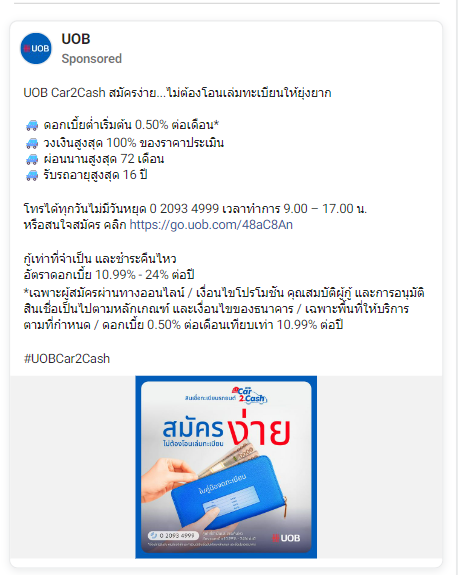 UOB
UOB
Sponsored
UOB Car2Cash สมัครง่าย...ไม่ต้องโอนเล่มทะเบียนให้ยุ่งยาก
🚙 ดอกเบี้ยต่ำเริ่มต้น 0.50% ต่อเดือน*
🚙 วงเงินสูงสุด 100% ของราคาประเมิน
🚙 ผ่อนนานสูงสุด 72 เดือน
🚙 รับรถอายุสูงสุด 16 ปี
โทรได้ทุกวันไม่มีวันหยุด 0 2093 4999 เวลาทำการ 9.00 – 17.00 น.
หรือสนใจสมัคร คลิก https://go.uob.com/48aC8An
กู้เท่าที่จำเป็น และชำระคืนไหว
อัตราดอกเบี้ย 10.99% - 24% ต่อปี
*เฉพาะผู้สมัครผ่านทางออนไลน์ / เงื่อนไขโปรโมชัน คุณสมบัติผู้กู้ และการอนุมัติ
สินเชื่อเป็นไปตามหลักเกณฑ์ และเงื่อนไขของธนาคาร / เฉพาะพื้นที่ให้บริการ
ตามที่กำหนด / ดอกเบี้ย 0.50% ต่อเดือนเทียบเท่า 10.99% ต่อปี
#UOBCar2Cash
สินเชื่อทะเบียนรถยนต์ Car 2Cash
สมัครง่าย
ไม่ต้องโอนเล่มทะเบียน
ใบคู่มือจดทะเบียน
0 2093 4999
UOB